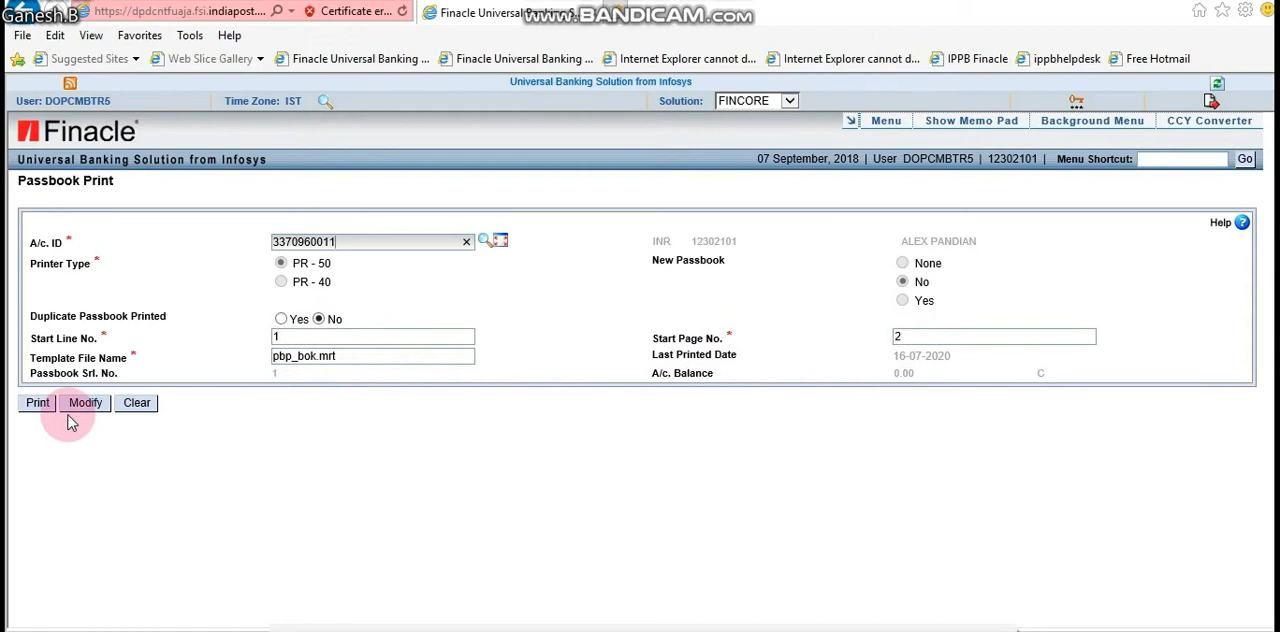 Ganesh.B
https://dpdcntfuaja.fsi.indiapost.... Certificate er... Finacle Universal Banking S...
www.BANDICAM.com
File Edit View Favorites Tools Help
Suggested Sites Web Slice Gallery Finacle Universal Banking ... Finacle Universal Banking ... Internet Explorer cannot d... Internet Explorer cannot d... IPPB Finacle ippbhelpdesk Free Hotmail
Universal Banking Solution from Infosys
User: DOPCMBTR5 Time Zone: IST Solution: FINCORE
Finacle Menu Show Memo Pad Background Menu CCY Converter
Universal Banking Solution from Infosys 07 September, 2018 | User DOPCMBTR5 | 12302101 | Menu Shortcut: Go
Passbook Print
Help ?
A/c. ID * 3370960011 × INR 12302101 ALEX PANDIAN
Printer Type * PR - 50 New Passbook None
PR - 40 No
Yes
Duplicate Passbook Printed Yes No
Start Line No. * 1 Start Page No. * 2
Template File Name * pbp_bok.mrt Last Printed Date 16-07-2020
Passbook Srl. No. 1 A/c. Balance 0.00 C
Print Modify Clear